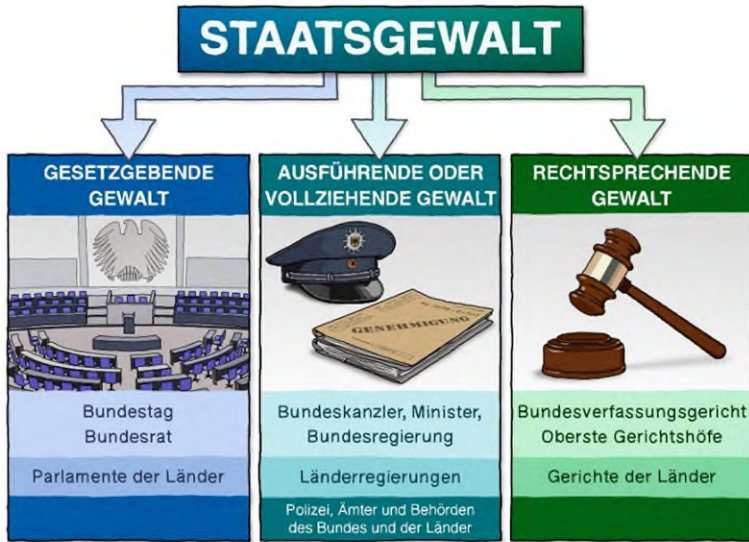 STAATSGEWALT
GESETZGEBENDE
GEWALT
Bundestag
Bundesrat
Parlamente der Länder
AUSFÜHRENDE ODER
VOLLZIEHENDE GEWALT
GENEHMIGUNG
Bundeskanzler, Minister,
Bundesregierung
Länderregierungen
Polizei, Ämter und Behörden
des Bundes und der Länder
RECHTSPRECHENDE
GEWALT
Bundesverfassungsgericht
Oberste Gerichtshöfe
Gerichte der Länder